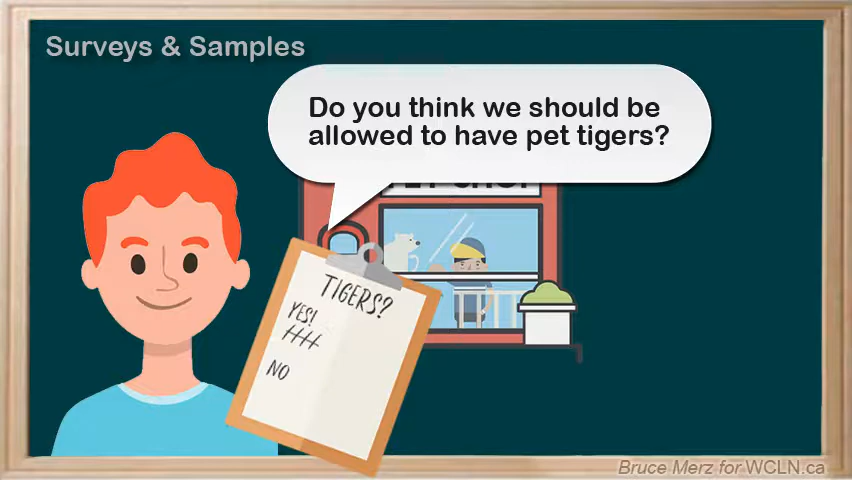 Surveys & Samples
Do you think we should be
allowed to have pet tigers?
TIGERS?
YES!
NO
Bruce Merz for WCLN.ca